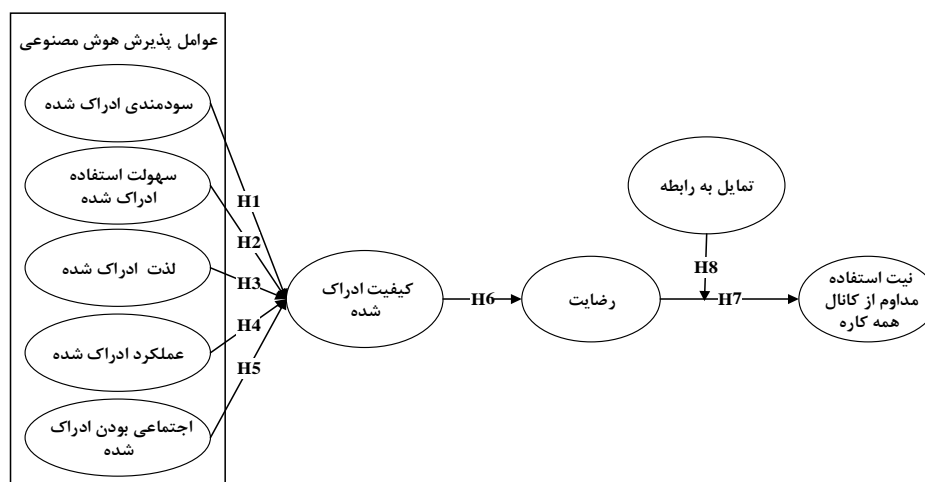 عوامل پذیرش هوش مصنوعی
سودمندی ادراک شده
سهولت استفاده
ادراک شده
لذت ادراک شده
عملکرد ادراک شده
اجتماعی بودن ادراک
شده
H1
H2
H3
H4
H5
کیفیت ادراک
شده
H6
رضایت
تمایل به رابطه
H8
H7
نیت استفاده
مداوم از کانال
همه کاره